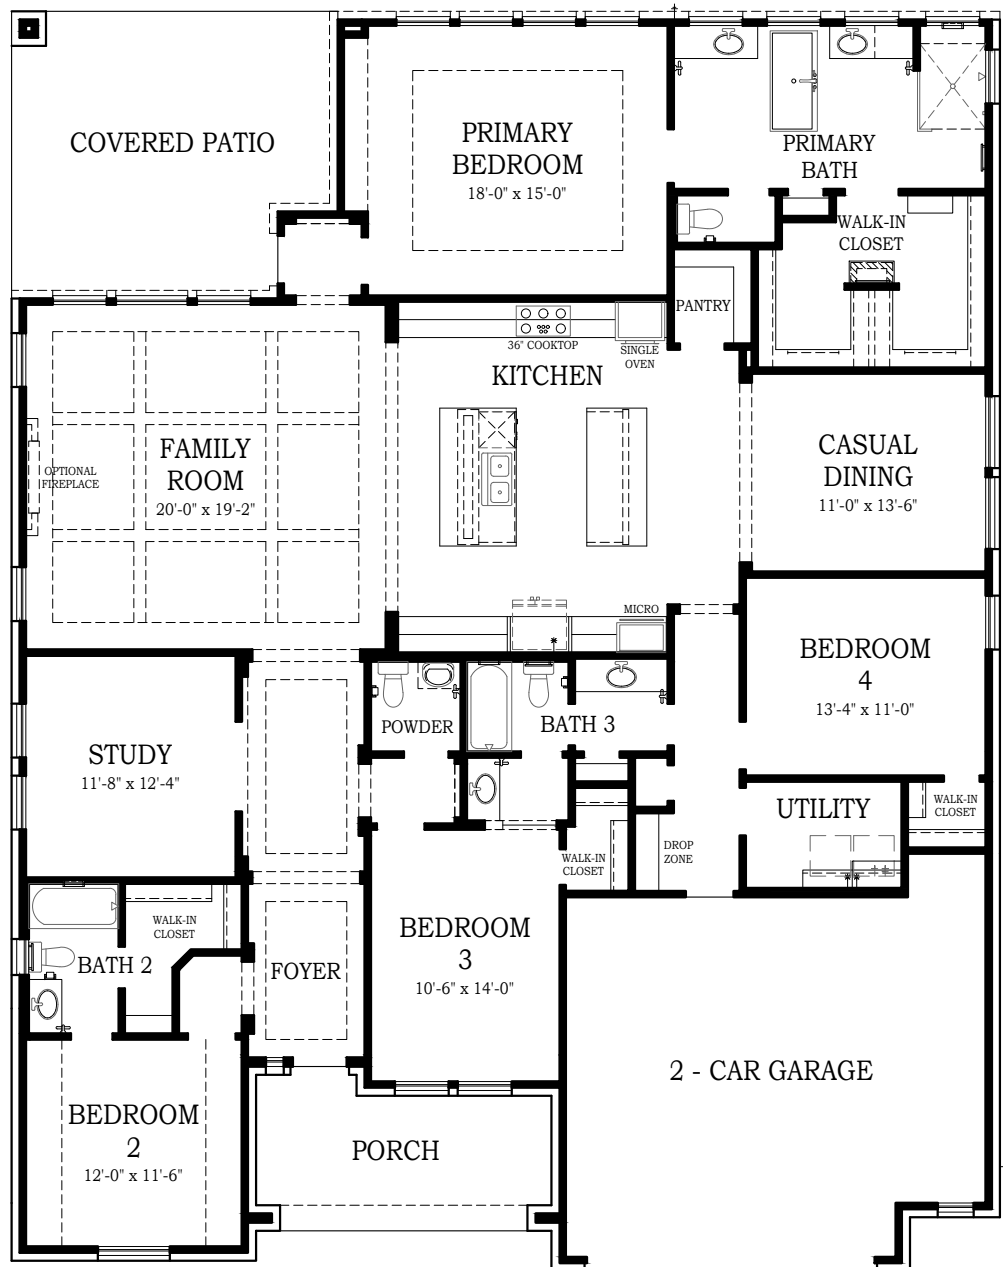 COVERED PATIO
PRIMARY
BEDROOM
18'-0" x 15'-0"
PRIMARY
BATH
WALK-IN
CLOSET
PANTRY
36" COOKTOP
SINGLE
OVEN
KITCHEN
FAMILY
ROOM
20'-0" x 19'-2"
OPTIONAL
FIREPLACE
CASUAL
DINING
11'-0" x 13'-6"
MICRO
BEDROOM
4
13'-4" x 11'-0"
STUDY
11'-8" x 12'-4"
POWDER
BATH 3
UTILITY
WALK-IN
CLOSET
DROP
ZONE
WALK-IN
CLOSET
WALK-IN
CLOSET
BATH 2
FOYER
BEDROOM
3
10'-6" x 14'-0"
2 - CAR GARAGE
BEDROOM
2
12'-0" x 11'-6"
PORCH